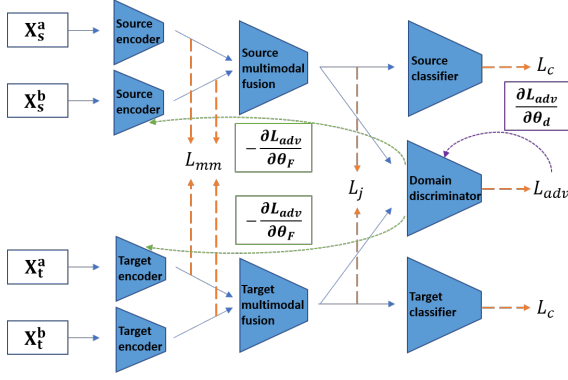 X_s^a
Source encoder
Source multimodal fusion
Source classifier
L_c
X_s^b
Source encoder
∂L_adv/∂θ_d
-∂L_adv/∂θ_F
L_mm
L_j
Domain discriminator
L_adv
-∂L_adv/∂θ_F
X_t^a
Target encoder
Target multimodal fusion
Target classifier
L_c
X_t^b
Target encoder